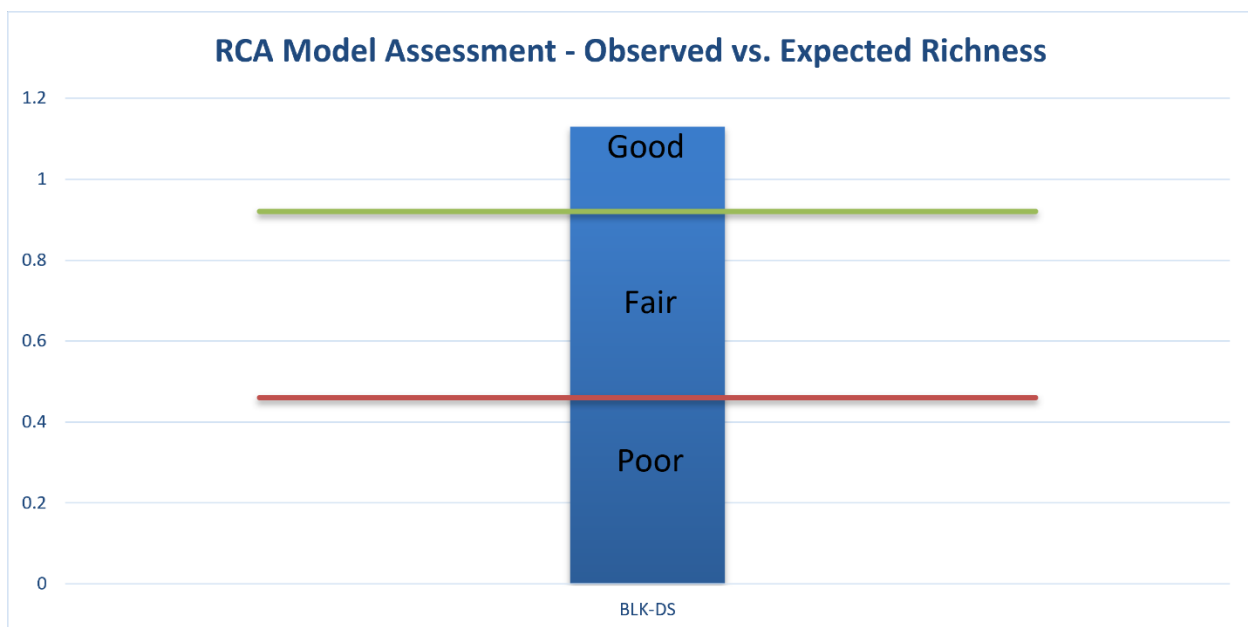 RCA Model Assessment - Observed vs. Expected Richness
1.2
Good
1
0.8
Fair
0.6
0.4
Poor
0.2
0
BLK-DS